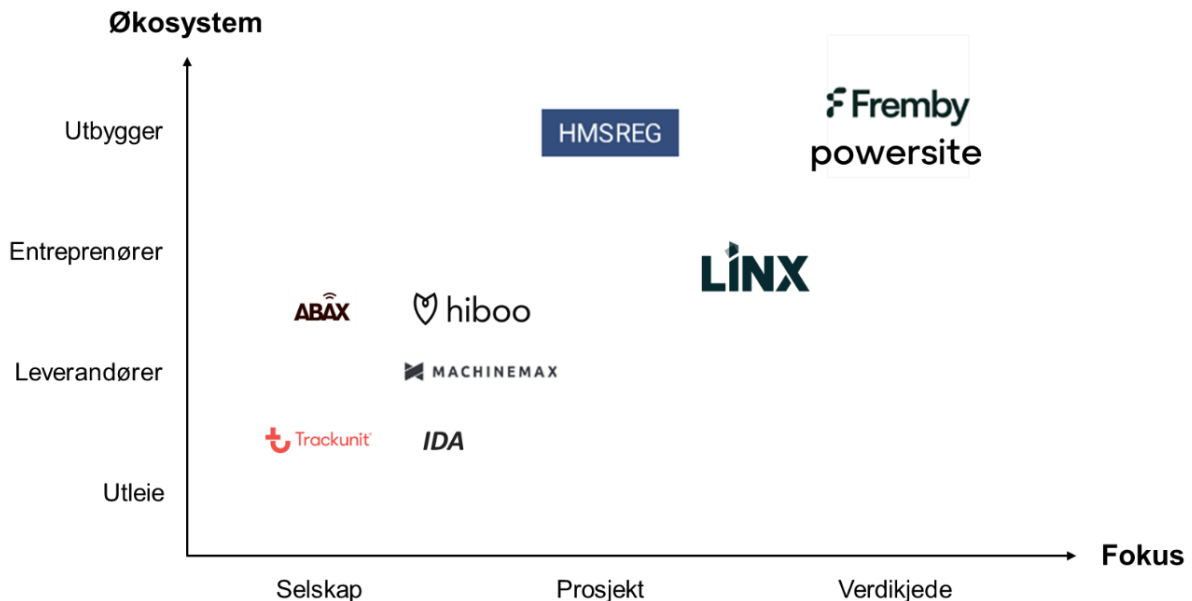 Økosystem
Utbygger
HMSREG
Fremby
powersite
Entreprenører
LINX
ABAX
hiboo
Leverandører
MACHINEMAX
Trackunit
IDA
Utleie
Fokus
Selskap
Prosjekt
Verdikjede